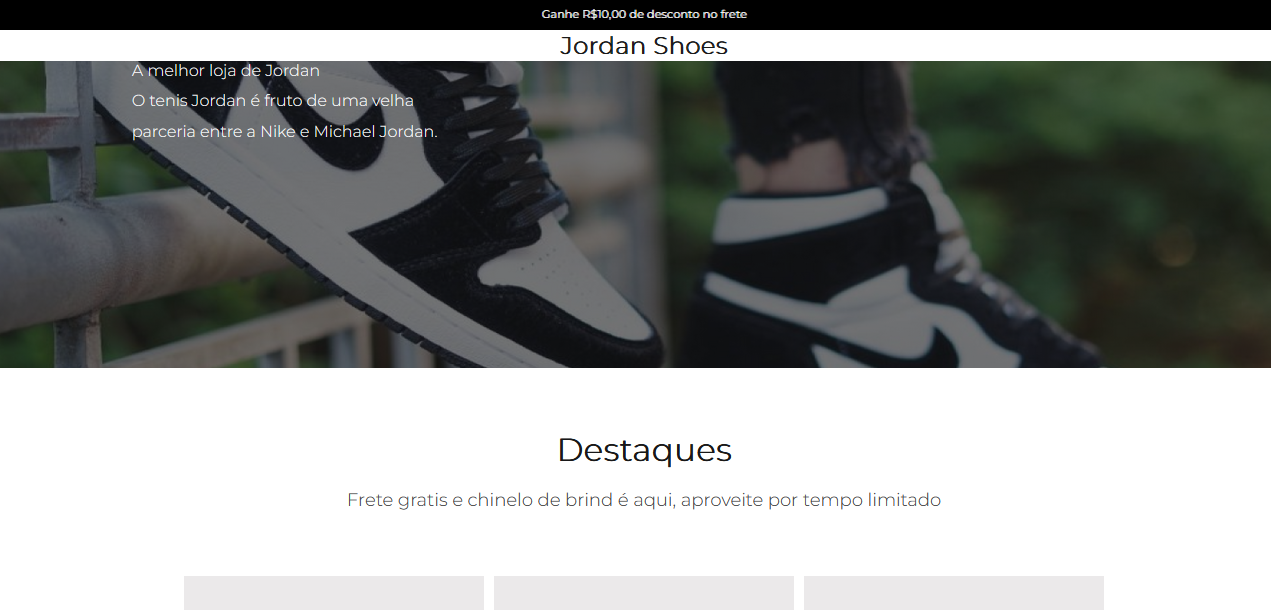 Ganhe R$10,00 de desconto no frete
Jordan Shoes
A melhor loja de Jordan
O tenis Jordan é fruto de uma velha
parceria entre a Nike e Michael Jordan.
Destaques
Frete gratis e chinelo de brind é aqui, aproveite por tempo limitado